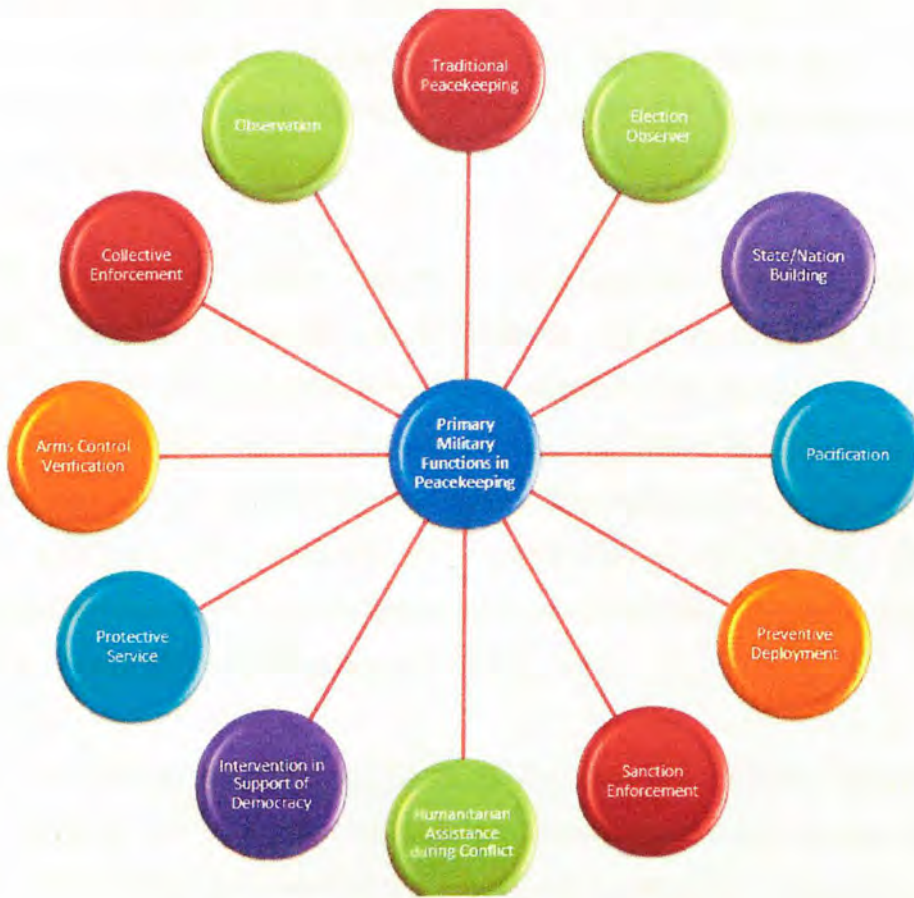 Traditional
Peacekeeping
Election
Observer
State/Nation
Building
Pacification
Preventive
Deployment
Sanction
Enforcement
Humanitarian
Assistance
during Conflict
Intervention in
Support of
Democracy
Protective
Service
Arms Control
Verification
Collective
Enforcement
Observation
Primary
Military
Functions in
Peacekeeping